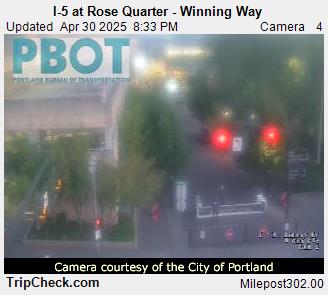 I-5 at Rose Quarter - Winning Way
Updated Apr 30 2025 8:33 PM Camera 4
PBOT
PORTLAND BUREAU OF TRANSPORTATION
Camera courtesy of the City of Portland
TripCheck.com Milepost302.00